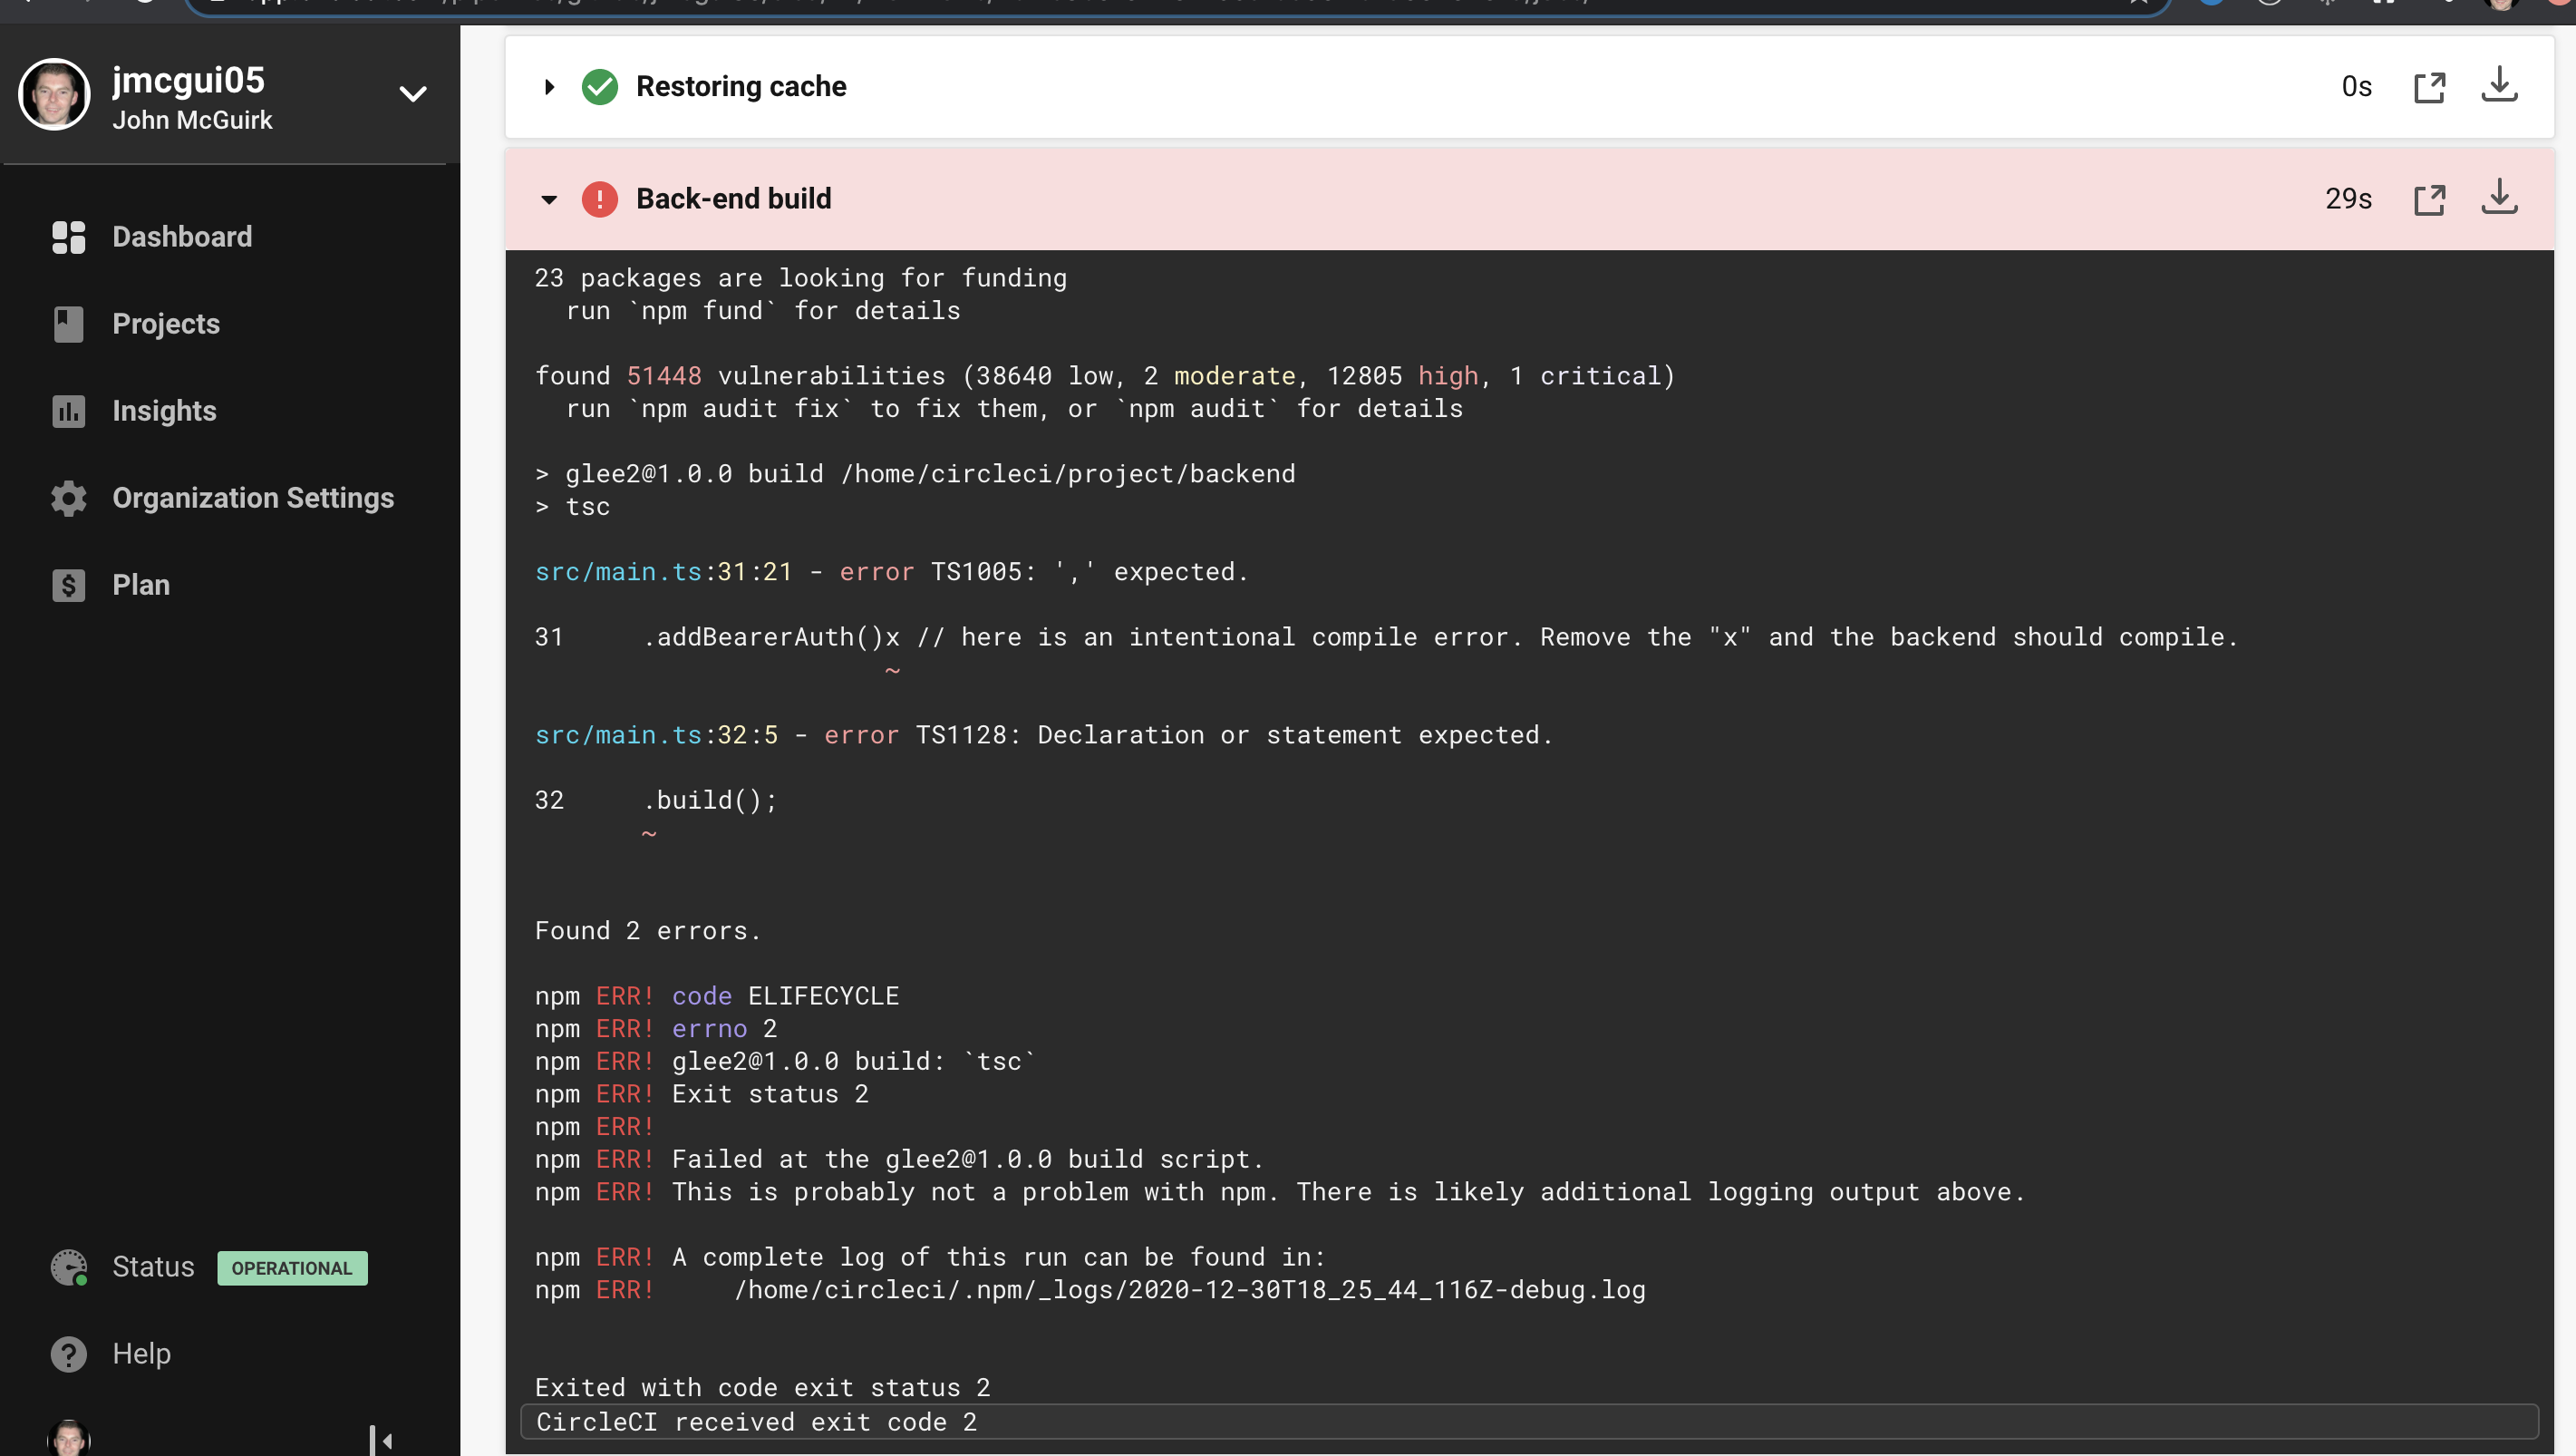 jmcgui05
John McGuirk
Dashboard
Projects
Insights
Organization Settings
Plan
Status OPERATIONAL
Help
Restoring cache 0s
Back-end build 29s
23 packages are looking for funding
  run `npm fund` for details
found 51448 vulnerabilities (38640 low, 2 moderate, 12805 high, 1 critical)
  run `npm audit fix` to fix them, or `npm audit` for details
> glee2@1.0.0 build /home/circleci/project/backend
> tsc
src/main.ts:31:21 - error TS1005: ',' expected.
31     .addBearerAuth()x // here is an intentional compile error. Remove the "x" and the backend should compile.
~
src/main.ts:32:5 - error TS1128: Declaration or statement expected.
32     .build();
~
Found 2 errors.
npm ERR! code ELIFECYCLE
npm ERR! errno 2
npm ERR! glee2@1.0.0 build: `tsc`
npm ERR! Exit status 2
npm ERR!
npm ERR! Failed at the glee2@1.0.0 build script.
npm ERR! This is probably not a problem with npm. There is likely additional logging output above.
npm ERR! A complete log of this run can be found in:
npm ERR!     /home/circleci/.npm/_logs/2020-12-30T18_25_44_116Z-debug.log
Exited with code exit status 2
CircleCI received exit code 2